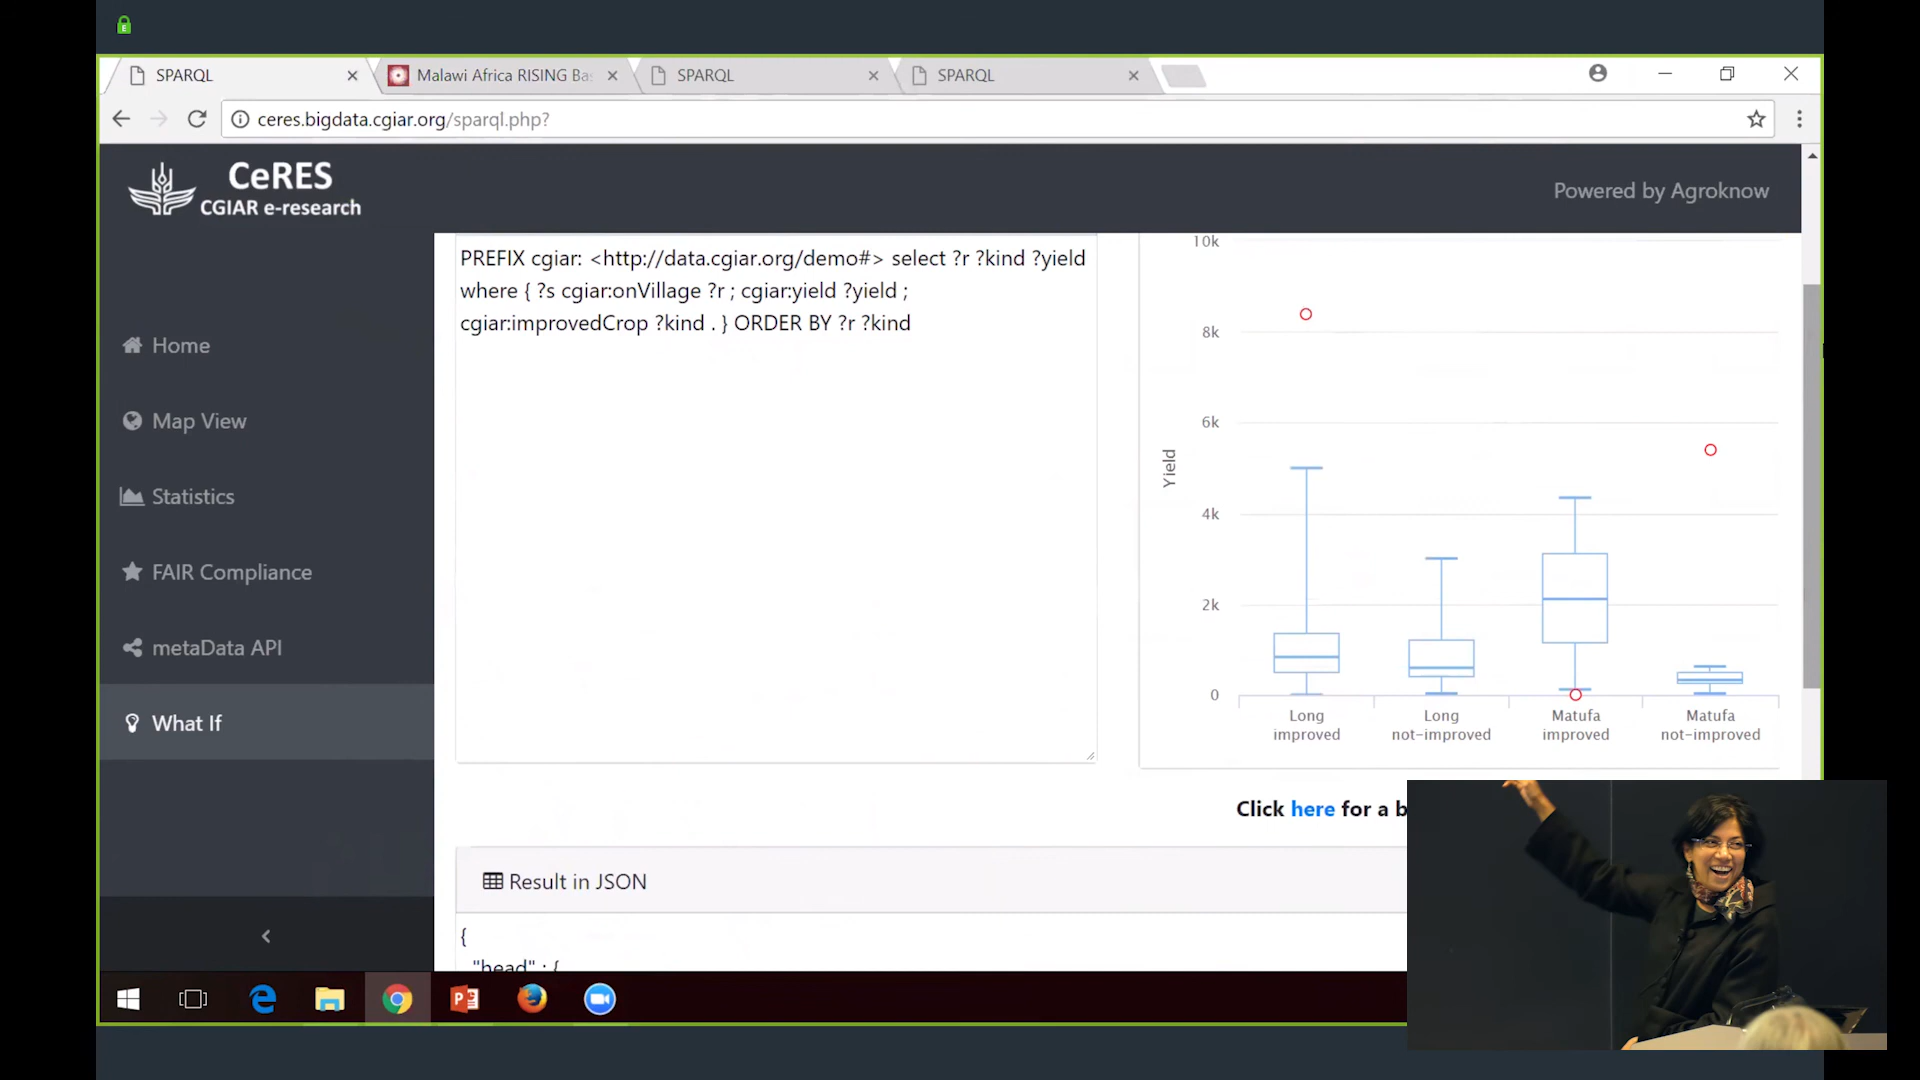 SPARQL
Malawi Africa RISING Ba
SPARQL
SPARQL
ceres.bigdata.cgiar.org/sparql.php?
CeRES
CGIAR e-research
Powered by Agroknow
Home
Map View
Statistics
FAIR Compliance
metaData API
What If
PREFIX cgiar: <http://data.cgiar.org/demo#> select ?r ?kind ?yield
where { ?s cgiar:onVillage ?r ; cgiar:yield ?yield ;
cgiar:improvedCrop ?kind . } ORDER BY ?r ?kind
10k
8k
6k
4k
2k
0
Yield
Long
improved
Long
not-improved
Matufa
improved
Matufa
not-improved
Click here for a b
Result in JSON
{
"head" : {